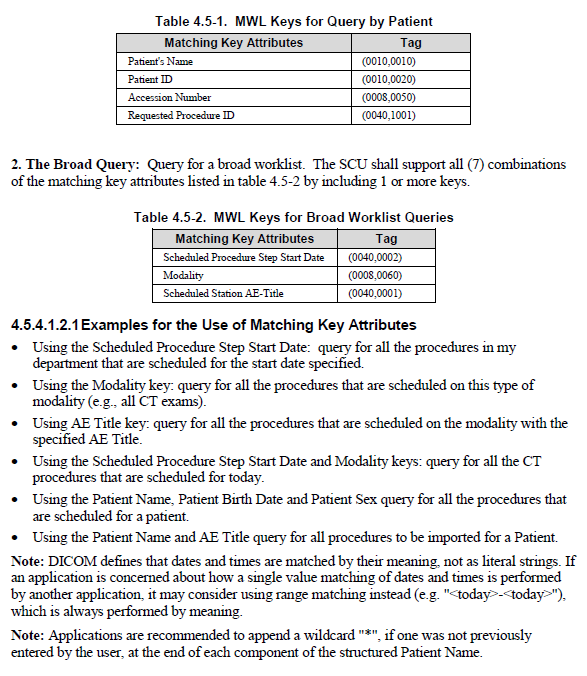 Table 4.5-1. MWL Keys for Query by Patient
Matching Key Attributes Tag
Patient's Name (0010,0010)
Patient ID (0010,0020)
Accession Number (0008,0050)
Requested Procedure ID (0040,1001)
2. The Broad Query: Query for a broad worklist. The SCU shall support all (7) combinations
of the matching key attributes listed in table 4.5-2 by including 1 or more keys.
Table 4.5-2. MWL Keys for Broad Worklist Queries
Matching Key Attributes Tag
Scheduled Procedure Step Start Date (0040,0002)
Modality (0008,0060)
Scheduled Station AE-Title (0040,0001)
4.5.4.1.2.1 Examples for the Use of Matching Key Attributes
• Using the Scheduled Procedure Step Start Date: query for all the procedures in my
department that are scheduled for the start date specified.
• Using the Modality key: query for all the procedures that are scheduled on this type of
modality (e.g., all CT exams).
• Using AE Title key: query for all the procedures that are scheduled on the modality with the
specified AE Title.
• Using the Scheduled Procedure Step Start Date and Modality keys: query for all the CT
procedures that are scheduled for today.
• Using the Patient Name, Patient Birth Date and Patient Sex query for all the procedures that
are scheduled for a patient.
• Using the Patient Name and AE Title query for all procedures to be imported for a Patient.
Note: DICOM defines that dates and times are matched by their meaning, not as literal strings. If
an application is concerned about how a single value matching of dates and times is performed
by another application, it may consider using range matching instead (e.g. "<today>-<today>"),
which is always performed by meaning.
Note: Applications are recommended to append a wildcard "*", if one was not previously
entered by the user, at the end of each component of the structured Patient Name.